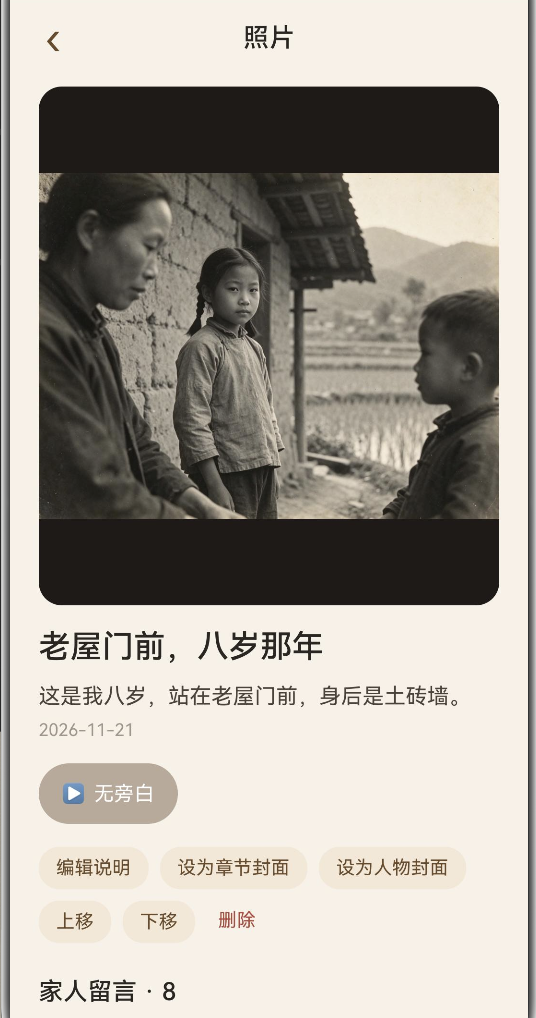 照片
老屋门前，八岁那年
这是我八岁，站在老屋门前，身后是土砖墙。
2026-11-21
无旁白
编辑说明 设为章节封面 设为人物封面
上移 下移 删除
家人留言 · 8